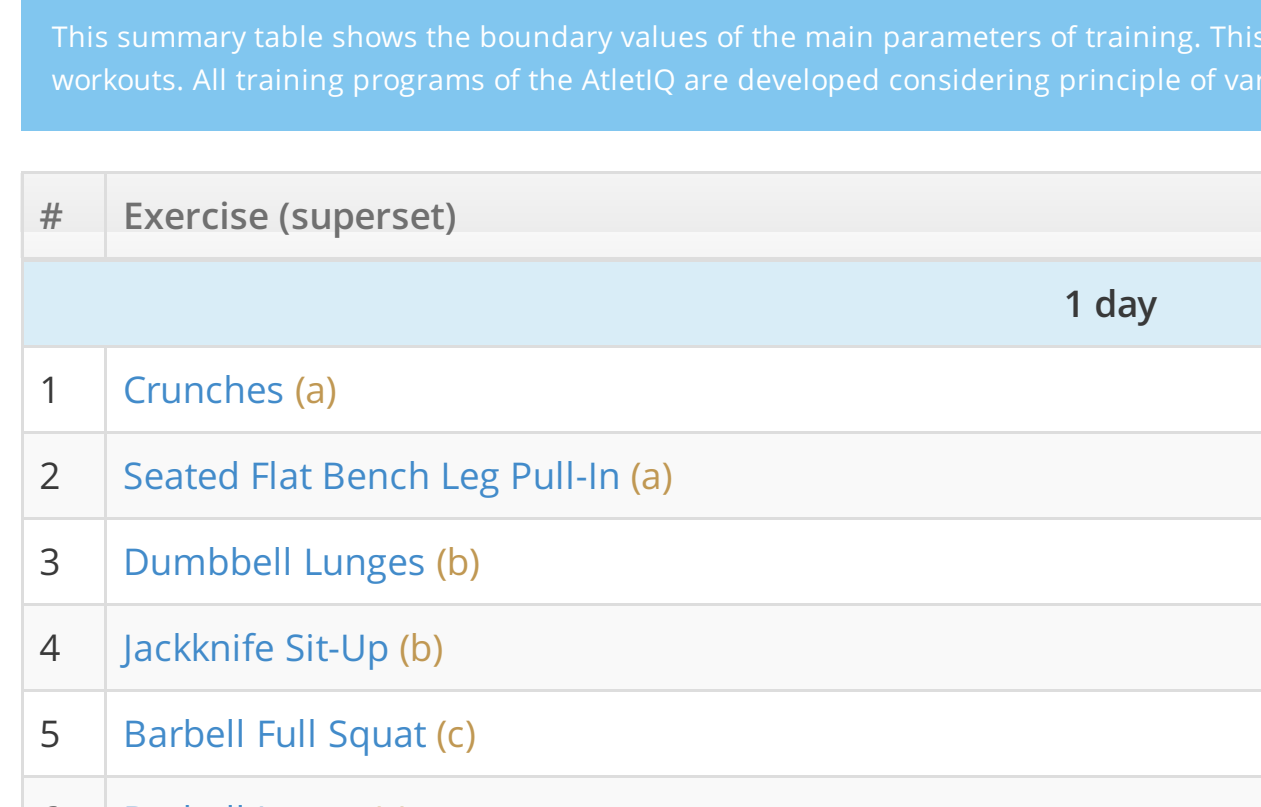 This summary table shows the boundary values of the main parameters of training. This
workouts. All training programs of the AtletIQ are developed considering principle of
# Exercise (superset)
1 day
1 Crunches (a)
2 Seated Flat Bench Leg Pull-In (a)
3 Dumbbell Lunges (b)
4 Jackknife Sit-Up (b)
5 Barbell Full Squat (c)